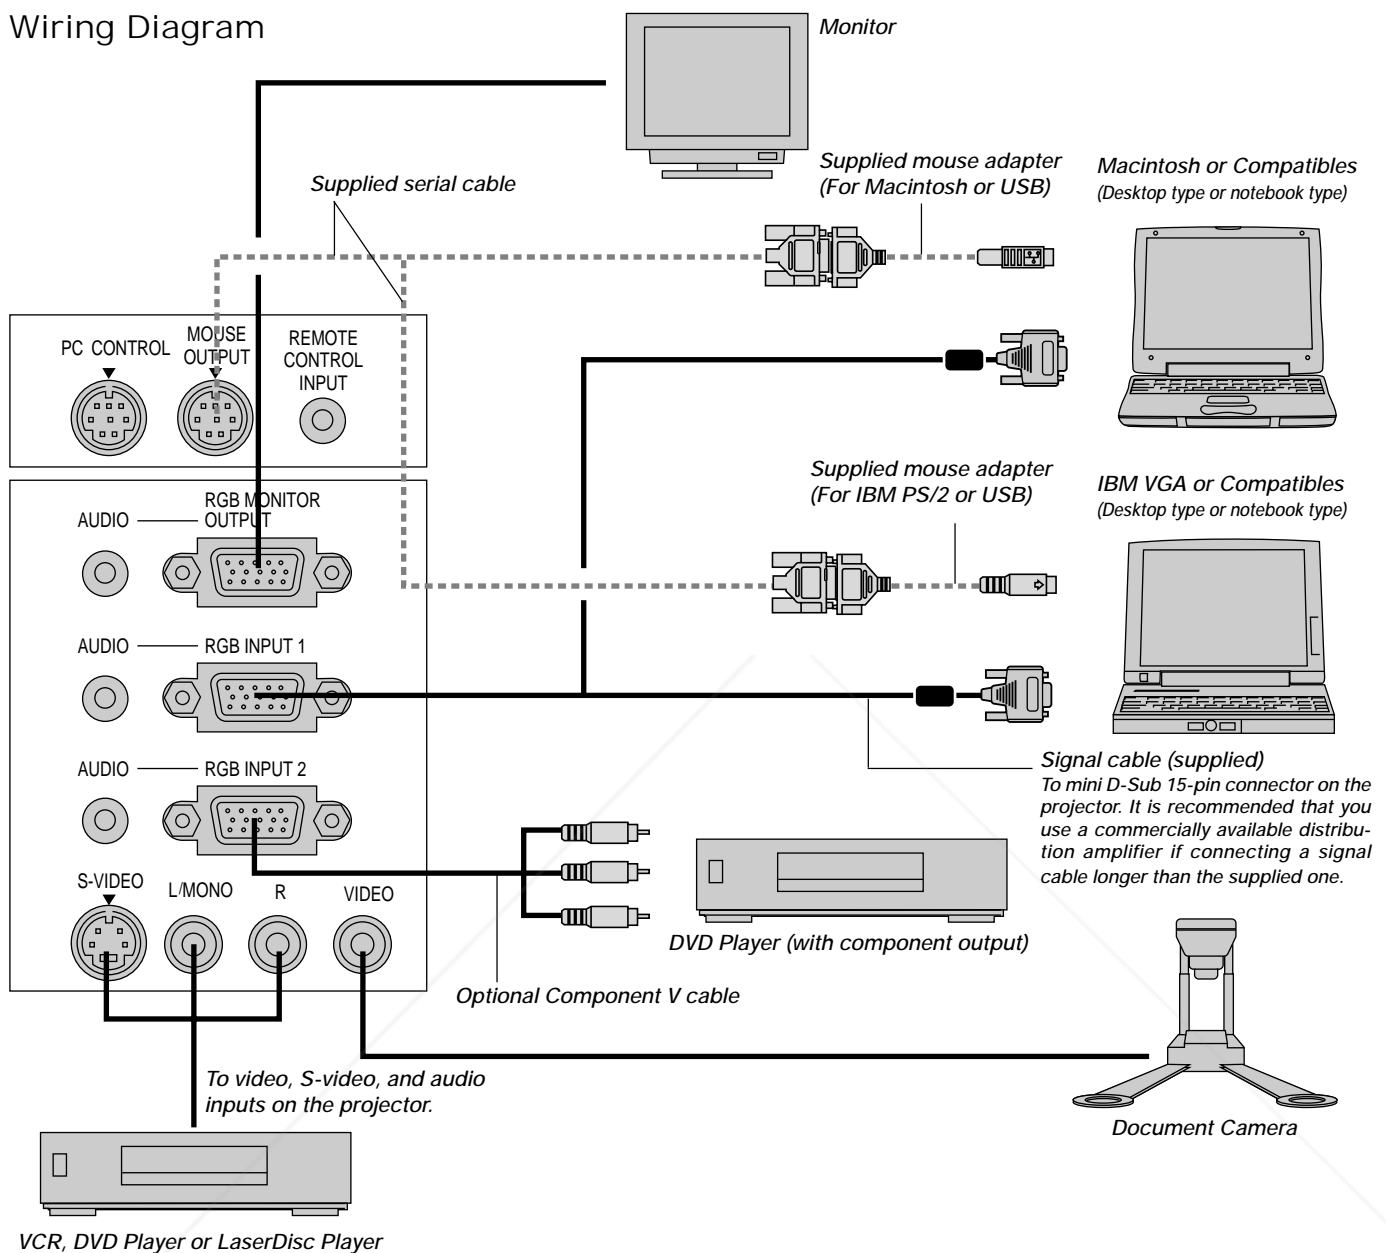 Wiring Diagram
Monitor
Supplied serial cable
Supplied mouse adapter
(For Macintosh or USB)
Macintosh or Compatibles
(Desktop type or notebook type)
PC CONTROL
MOUSE
OUTPUT
REMOTE
CONTROL
INPUT
Supplied mouse adapter
(For IBM PS/2 or USB)
IBM VGA or Compatibles
(Desktop type or notebook type)
AUDIO
RGB MONITOR
OUTPUT
AUDIO
RGB INPUT 1
AUDIO
RGB INPUT 2
Signal cable (supplied)
To mini D-Sub 15-pin connector on the
projector. It is recommended that you
use a commercially available distribu-
tion amplifier if connecting a signal
cable longer than the supplied one.
S-VIDEO
L/MONO
R
VIDEO
DVD Player (with component output)
Optional Component V cable
To video, S-video, and audio
inputs on the projector.
Document Camera
VCR, DVD Player or LaserDisc Player